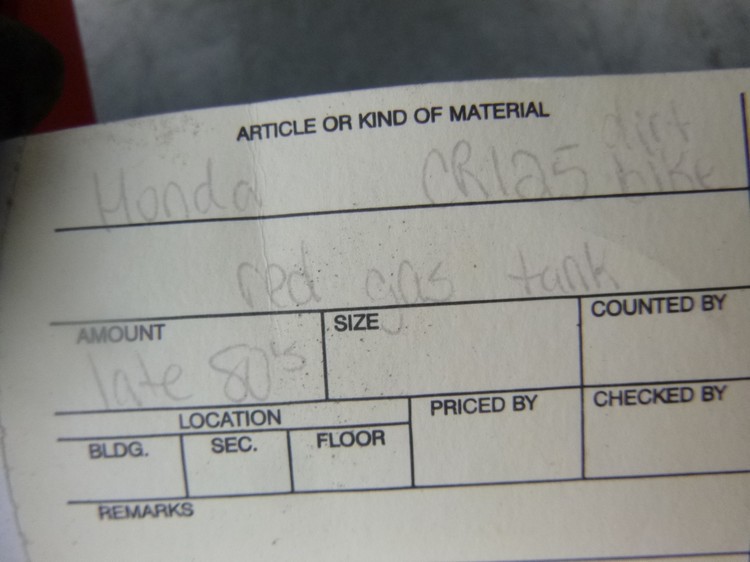 ARTICLE OR KIND OF MATERIAL
Honda CR125 dirt bike
red gas tank
AMOUNT SIZE COUNTED BY
late 80's
LOCATION PRICED BY CHECKED BY
BLDG. SEC. FLOOR
REMARKS